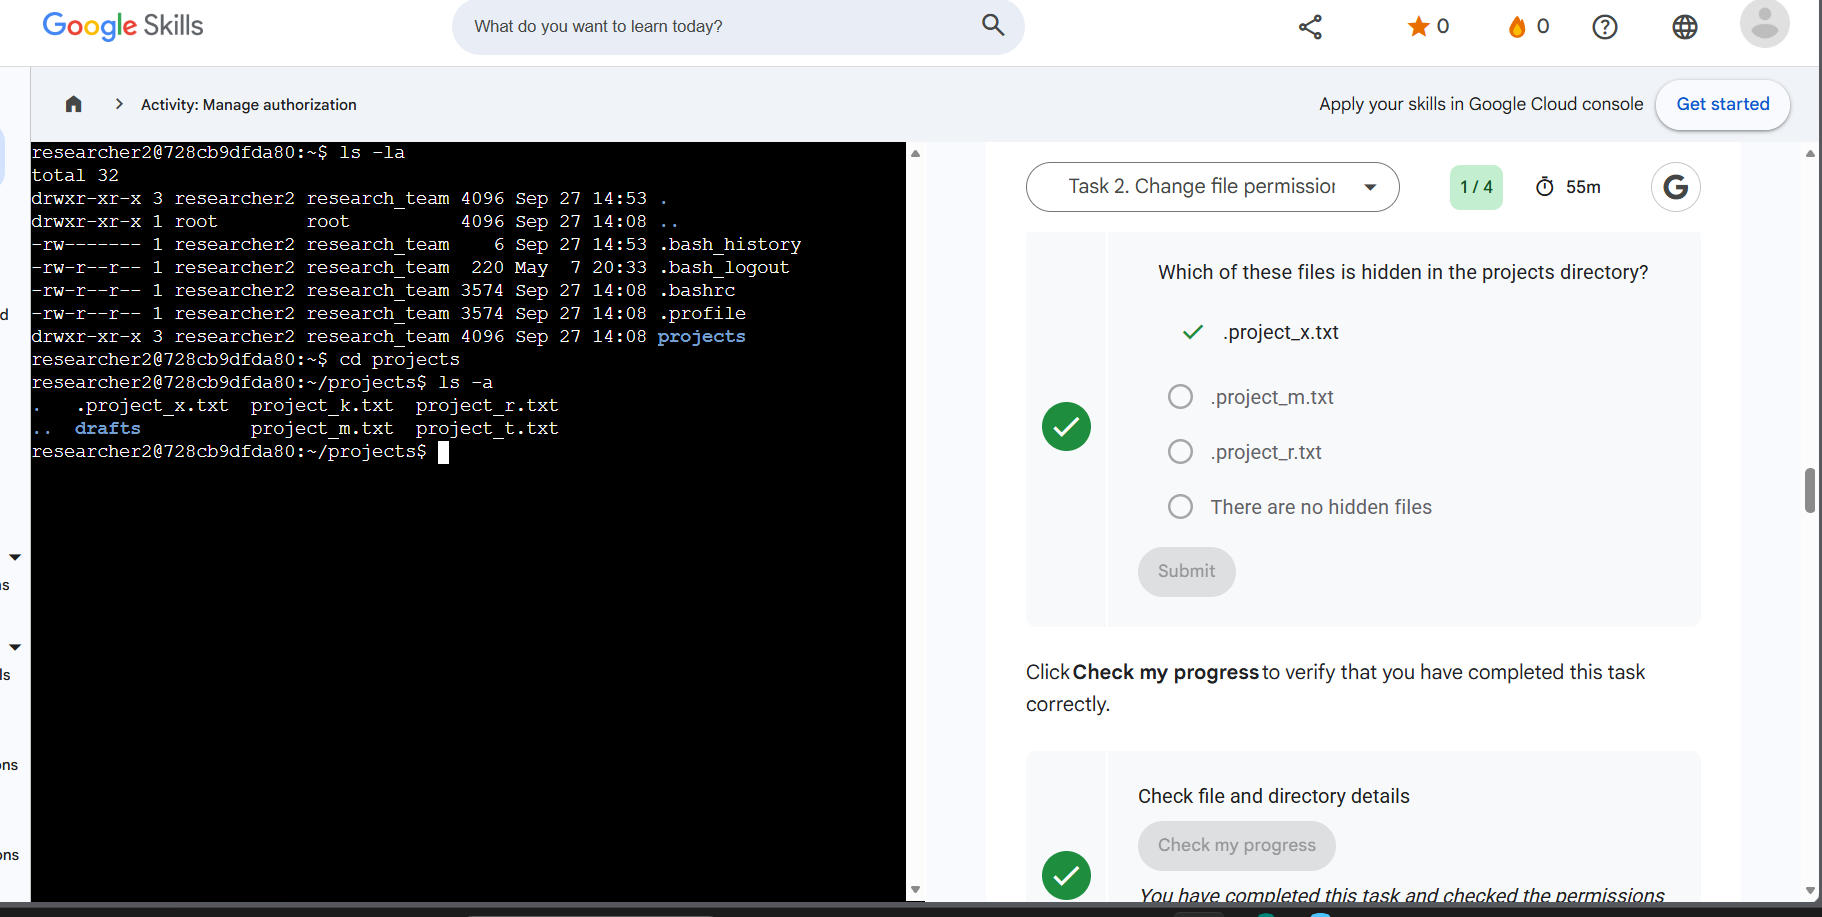 Google Skills
What do you want to learn today?
0
0
Activity: Manage authorization
Apply your skills in Google Cloud console
Get started
researcher2@728cb9dfda80:~$ ls -la
total 32
drwxr-xr-x 3 researcher2 research_team 4096 Sep 27 14:53 .
drwxr-xr-x 1 root        root          4096 Sep 27 14:08 ..
-rw------- 1 researcher2 research_team    6 Sep 27 14:53 .bash_history
-rw-r--r-- 1 researcher2 research_team  220 May  7 20:33 .bash_logout
-rw-r--r-- 1 researcher2 research_team 3574 Sep 27 14:08 .bashrc
-rw-r--r-- 1 researcher2 research_team 3574 Sep 27 14:08 .profile
drwxr-xr-x 3 researcher2 research_team 4096 Sep 27 14:08 projects
researcher2@728cb9dfda80:~$ cd projects
researcher2@728cb9dfda80:~/projects$ ls -a
.   .project_x.txt  project_k.txt  project_r.txt
..  drafts          project_m.txt  project_t.txt
researcher2@728cb9dfda80:~/projects$
Task 2. Change file permission
1 / 4
55m
G
Which of these files is hidden in the projects directory?
.project_x.txt
.project_m.txt
.project_r.txt
There are no hidden files
Submit
Click Check my progress to verify that you have completed this task
correctly.
Check file and directory details
Check my progress
You have completed this task and checked the permissions